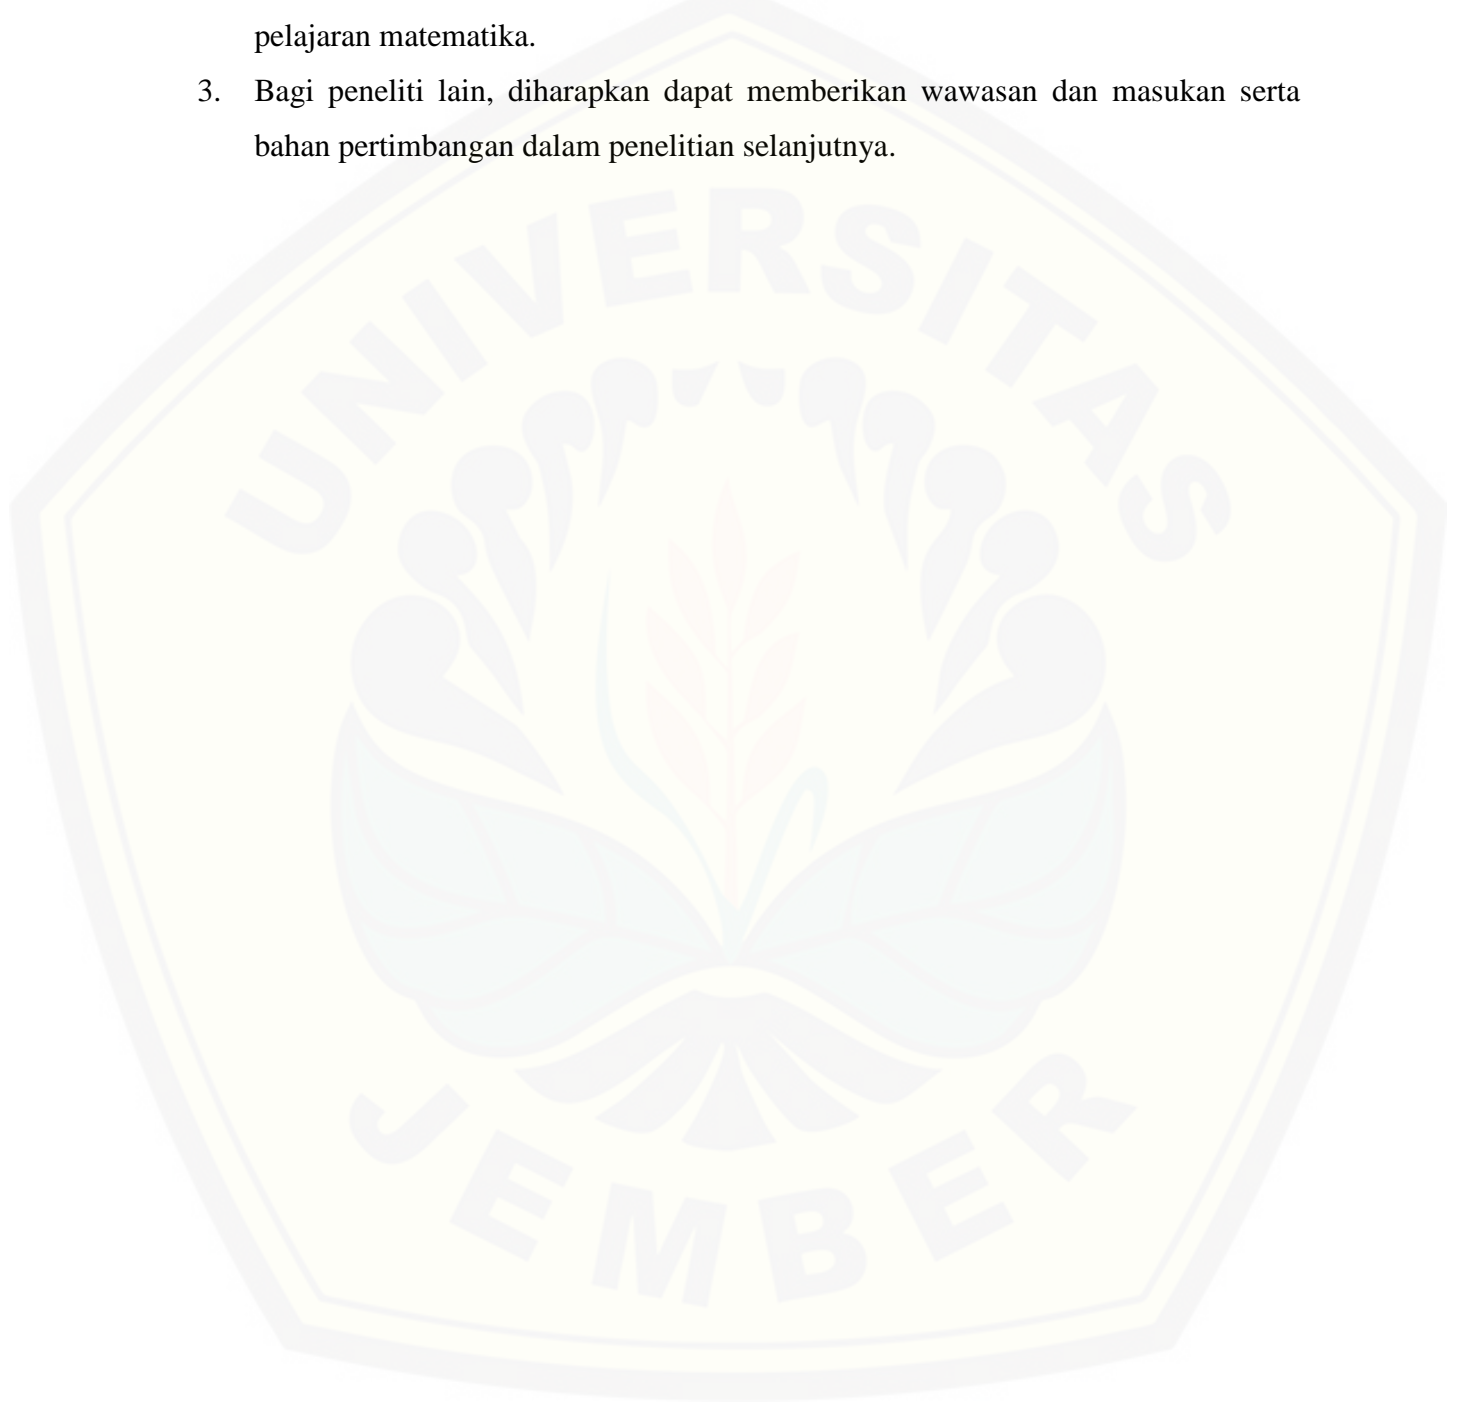 pelajaran matematika.
3. Bagi peneliti lain, diharapkan dapat memberikan wawasan dan masukan serta
bahan pertimbangan dalam penelitian selanjutnya.
UNIVERSITAS
JEMBER